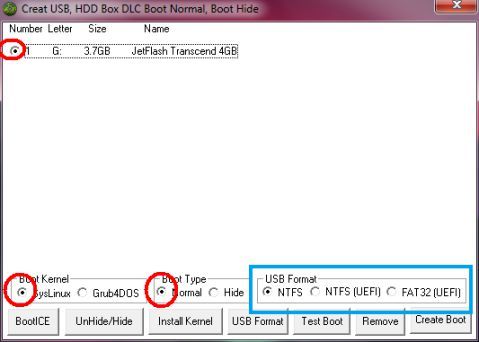 Creat USB, HDD Box DLC Boot Normal, Boot Hide
Number Letter Size Name
1 G: 3.7GB JetFlash Transcend 4GB
Boot Kernel Boot Type USB Format
SysLinux Grub4DOS Normal Hide NTFS NTFS (UEFI) FAT32 (UEFI)
BootICE UnHide/Hide Install Kernel USB Format Test Boot Remove Create Boot